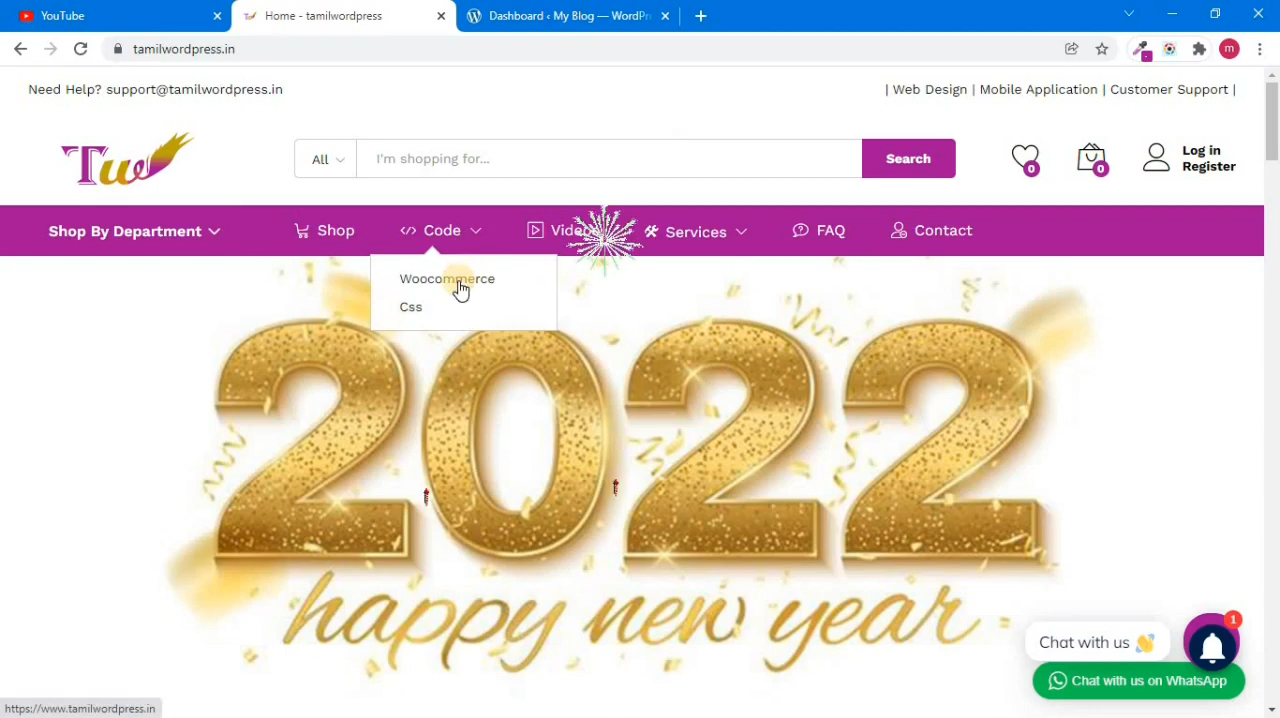 YouTube
Home - tamilwordpress
Dashboard ‹ My Blog — WordPr
tamilwordpress.in
m
Need Help? support@tamilwordpress.in
| Web Design | Mobile Application | Customer Support |
Tw
All
I'm shopping for...
Search
0
0
Log in
Register
Shop By Department
Shop
Code
Services
FAQ
Contact
Woocommerce
Css
2022
happy new year
1
Chat with us 👋
Chat with us on WhatsApp
https://www.tamilwordpress.in